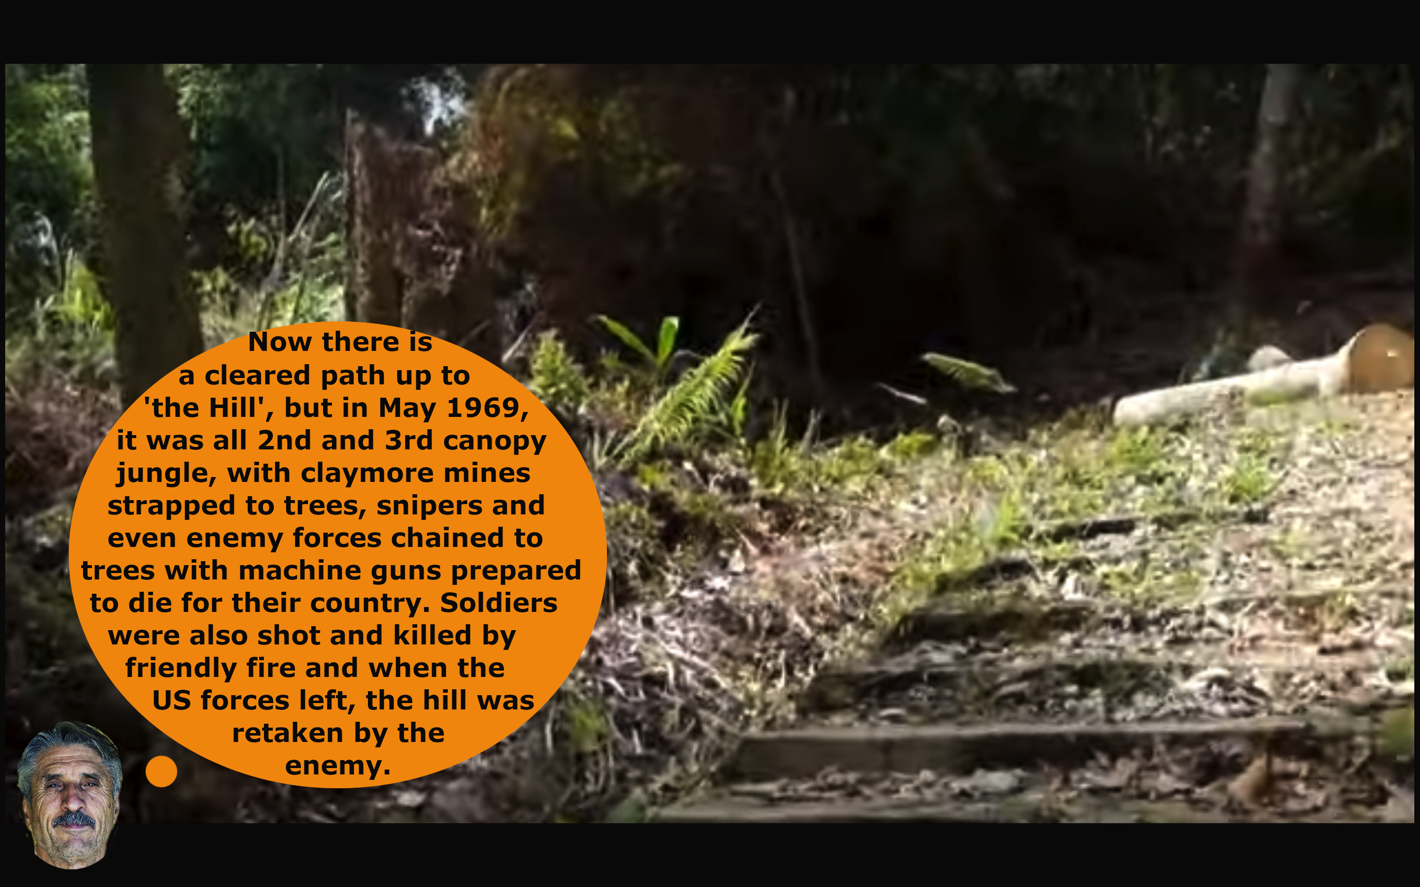 Now there is
a cleared path up to
'the Hill', but in May 1969,
it was all 2nd and 3rd canopy
jungle, with claymore mines
strapped to trees, snipers and
even enemy forces chained to
trees with machine guns prepared
to die for their country. Soldiers
were also shot and killed by
friendly fire and when the
US forces left, the hill was
retaken by the
enemy.